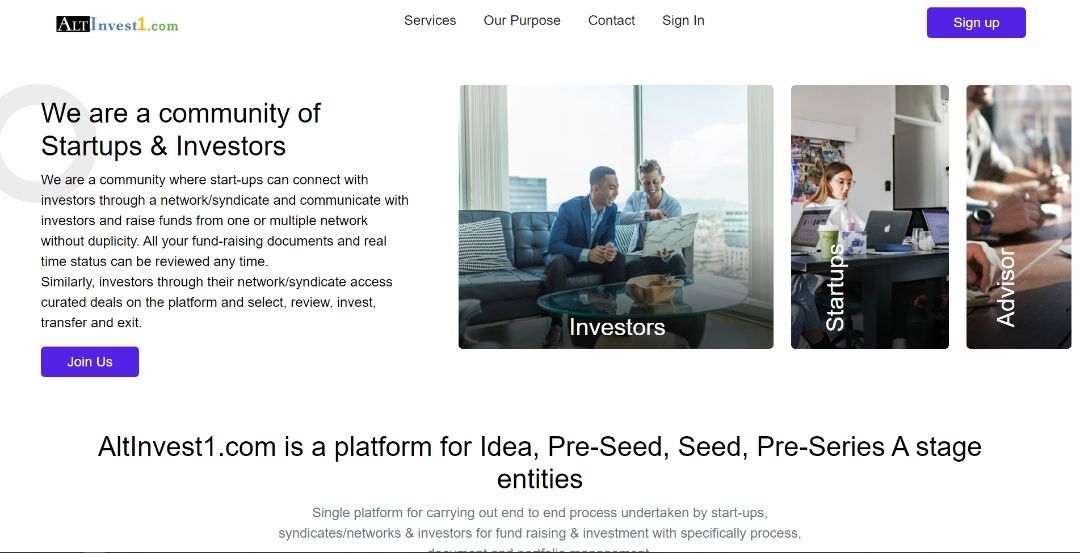 ALTInvest1.com
Services Our Purpose Contact Sign In
Sign up
We are a community of
Startups & Investors
We are a community where start-ups can connect with
investors through a network/syndicate and communicate with
investors and raise funds from one or multiple network
without duplicity. All your fund-raising documents and real
time status can be reviewed any time.
Similarly, investors through their network/syndicate access
curated deals on the platform and select, review, invest,
transfer and exit.
Join Us
Investors
Startups
Advisor
AltInvest1.com is a platform for Idea, Pre-Seed, Seed, Pre-Series A stage
entities
Single platform for carrying out end to end process undertaken by start-ups,
syndicates/networks & investors for fund raising & investment with specifically process,
document and portfolio management